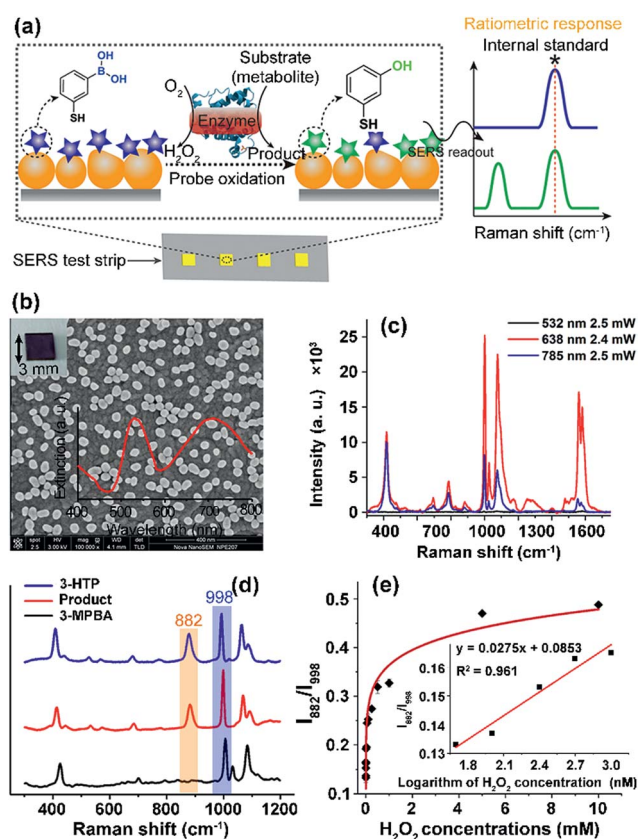 (a)
Ratiometric response
Internal standard
*
HO
B
OH
SH
O₂
Substrate
(metabolite)
Enzyme
H₂O₂
Product
Probe oxidation
OH
SH
SERS readout
Raman shift (cm⁻¹)
SERS test strip
(b)
3 mm
Extinction (a. u.)
400 500 600 700 800
Wavelength (nm)
400 nm
Nova NanoSEM NPE207
(c)
532 nm 2.5 mW
638 nm 2.4 mW
785 nm 2.5 mW
Intensity (a. u.) ×10³
25
20
15
10
5
0
400 700 1000 1300 1600
Raman shift (cm⁻¹)
(d)
3-HTP
Product
3-MPBA
882
998
400 600 800 1000 1200
Raman shift (cm⁻¹)
(e)
I₈₈₂/I₉₉₈
0.5
0.4
0.3
0.2
0.1
0 2 4 6 8 10
H₂O₂ concentrations (mM)
y = 0.0275x + 0.0853
R² = 0.961
I₈₈₂/I₉₉₈
0.16
0.15
0.14
0.13
1.8 2.1 2.4 2.7 3.0
Logarithm of H₂O₂ concentration (nM)